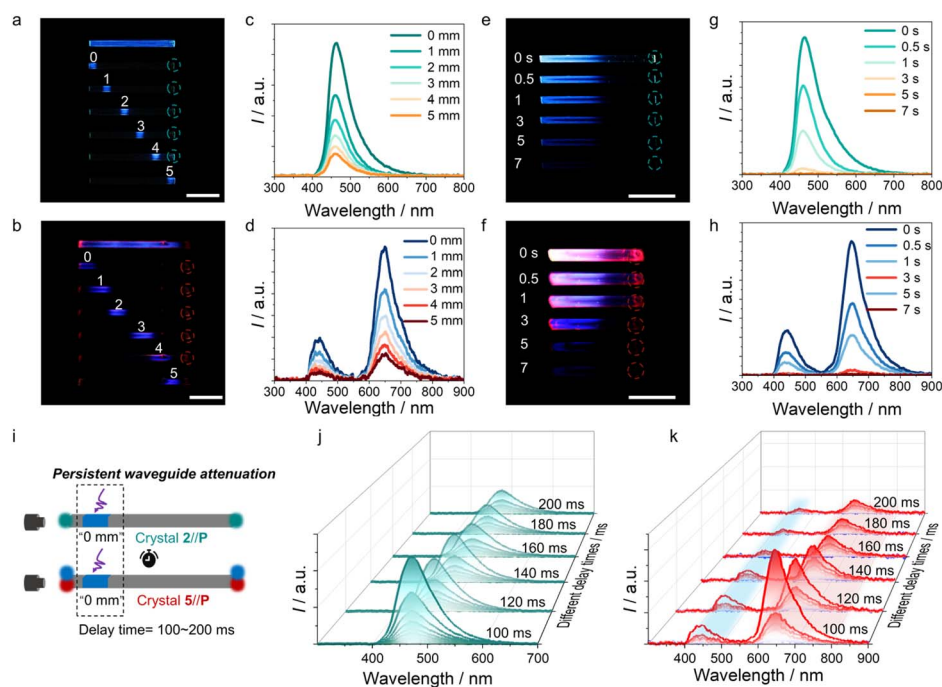 a
0
1
2
3
4
5
c
0 mm
1 mm
2 mm
3 mm
4 mm
5 mm
I / a.u.
300 400 500 600 700 800
Wavelength / nm
e
0 s
0.5
1
3
5
7
g
0 s
0.5 s
1 s
3 s
5 s
7 s
I / a.u.
300 400 500 600 700 800
Wavelength / nm
b
0
1
2
3
4
5
d
0 mm
1 mm
2 mm
3 mm
4 mm
5 mm
I / a.u.
300 400 500 600 700 800 900
Wavelength / nm
f
0 s
0.5
1
3
5
7
h
0 s
0.5 s
1 s
3 s
5 s
7 s
I / a.u.
300 400 500 600 700 800 900
Wavelength / nm
i
Persistent waveguide attenuation
"0 mm"
Crystal 2//P
"0 mm"
Crystal 5//P
Delay time= 100~200 ms
j
200 ms
180 ms
160 ms
140 ms
120 ms
100 ms
I / a.u.
Different delay times / ms
400 500 600 700
Wavelength / nm
k
200 ms
180 ms
160 ms
140 ms
120 ms
100 ms
I / a.u.
Different delay times / ms
300 400 500 600 700 800 900
Wavelength / nm